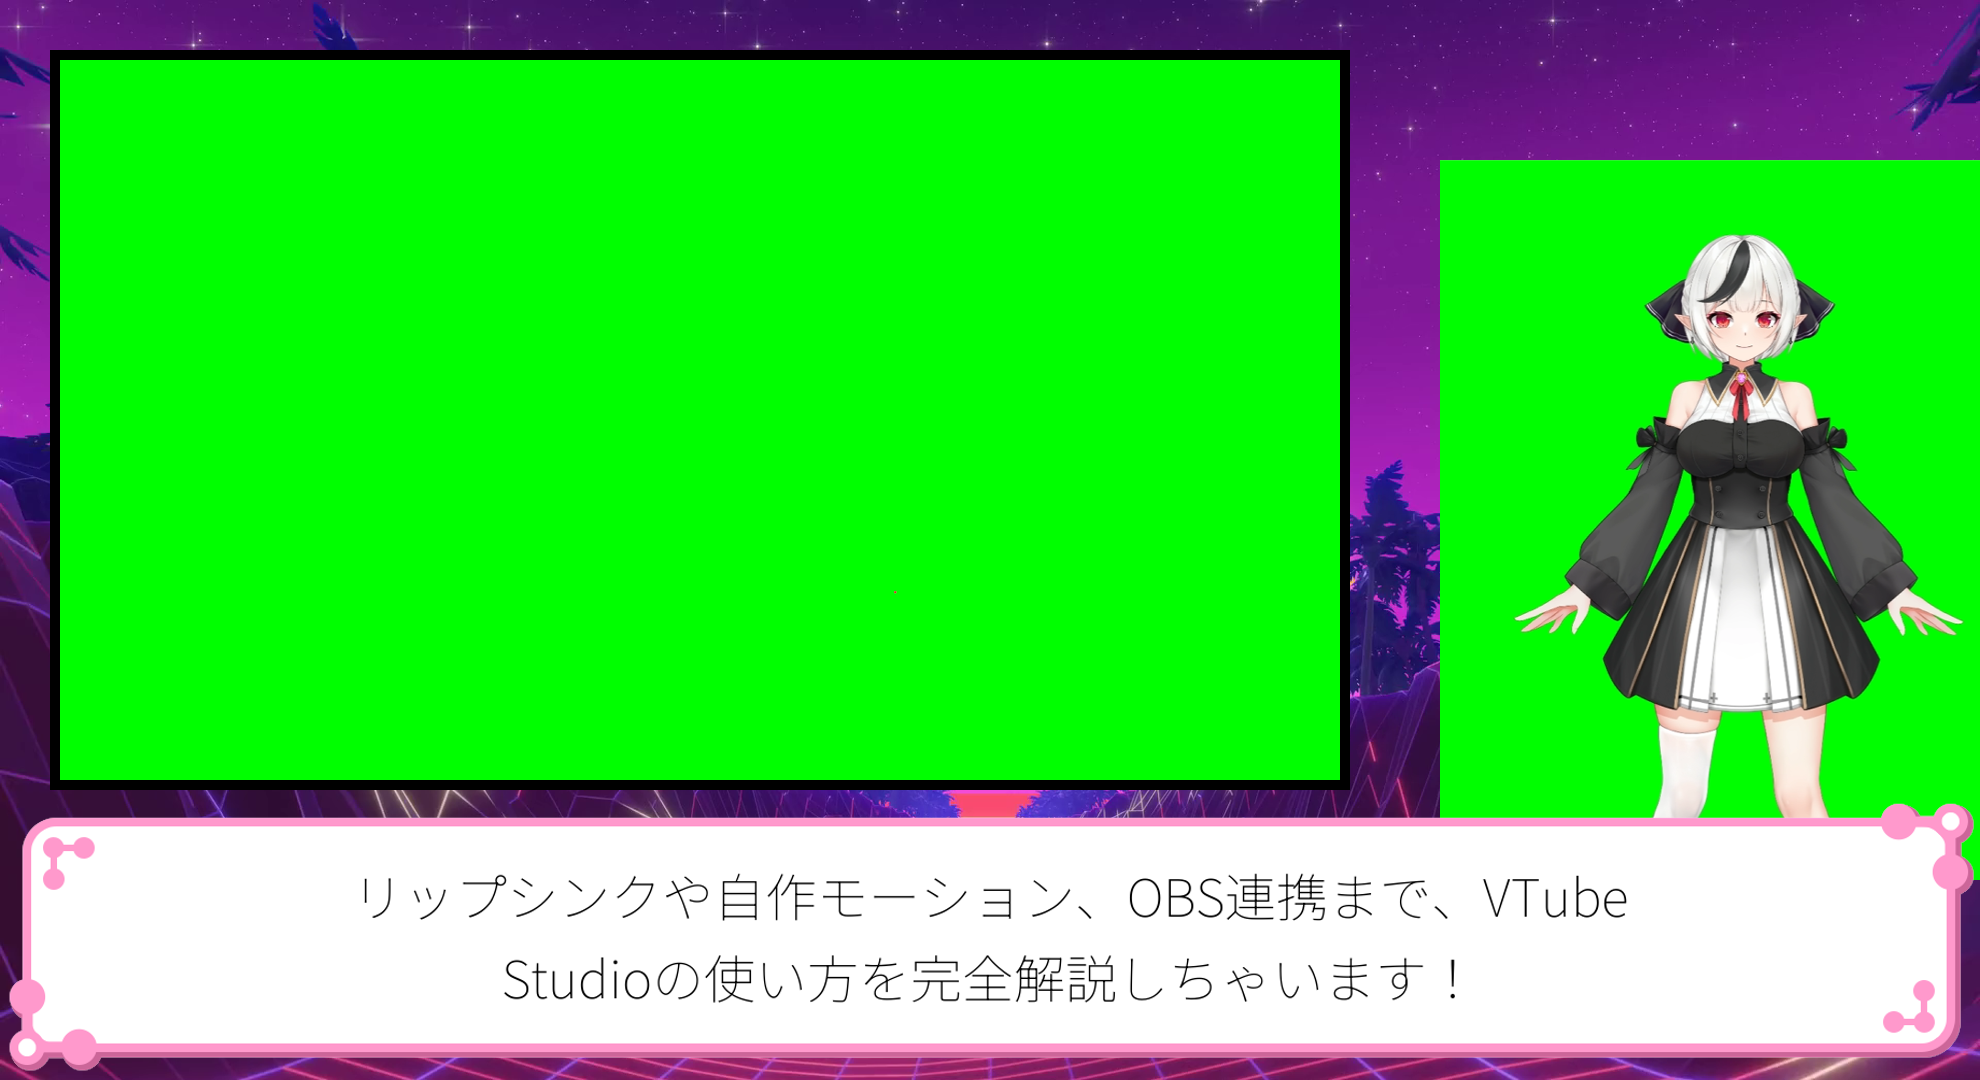 リップシンクや自作モーション、OBS連携まで、VTube
Studioの使い方を完全解説しちゃいます！